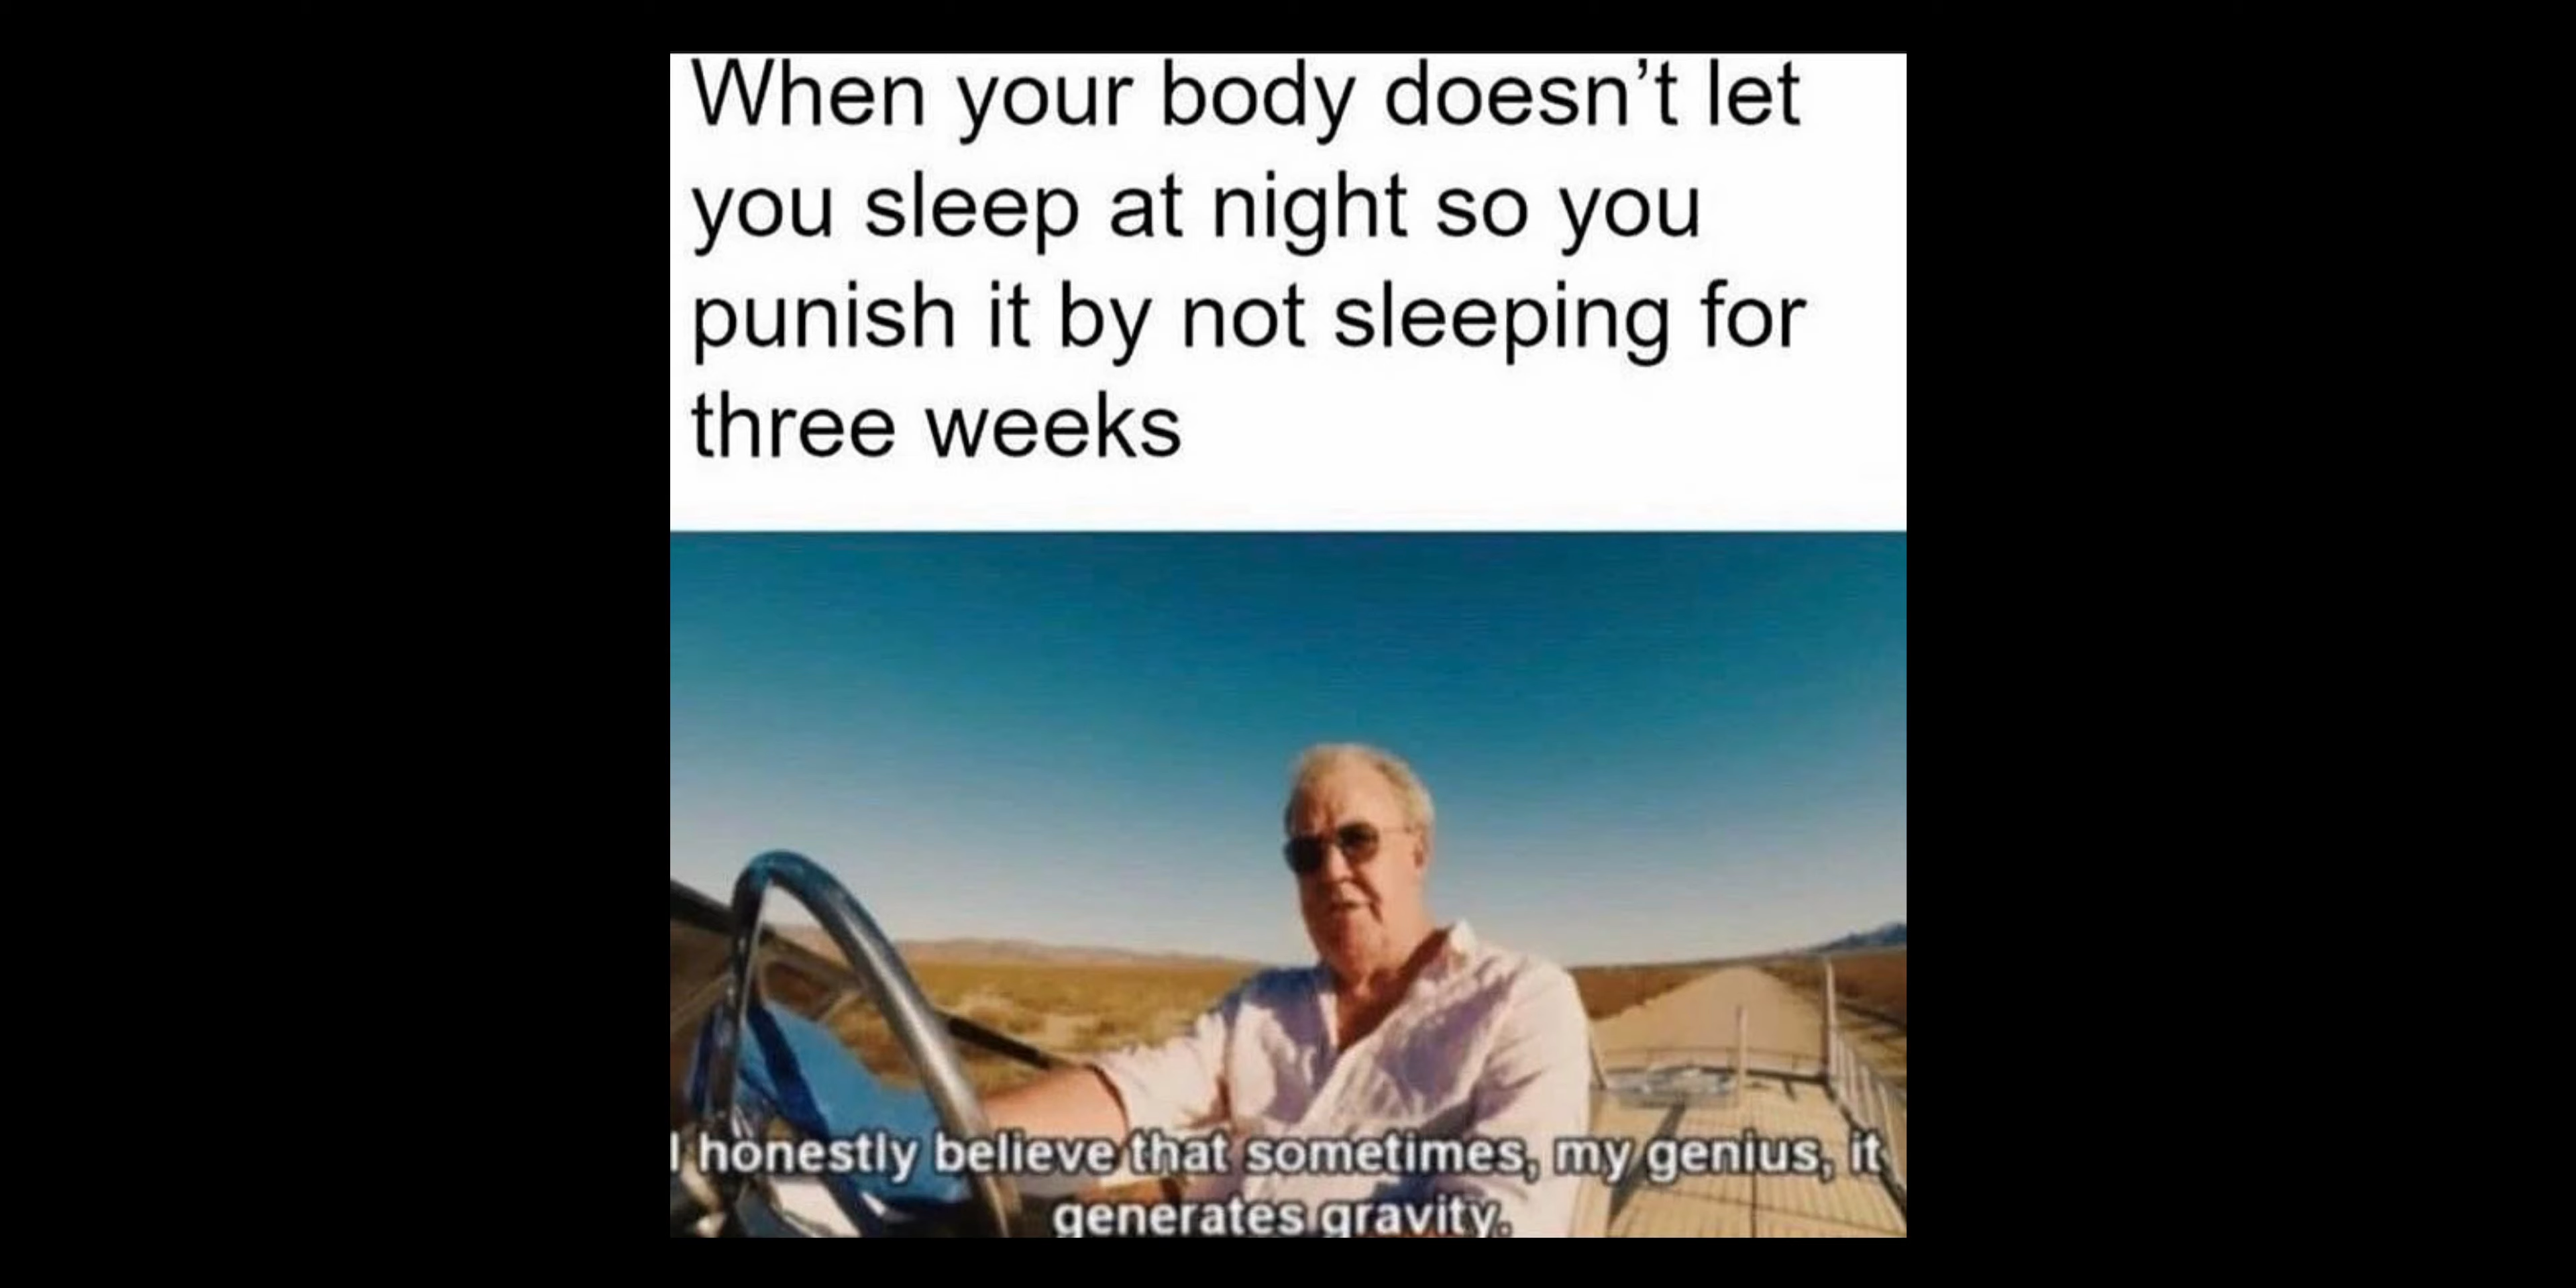 When your body doesn’t let
you sleep at night so you
punish it by not sleeping for
three weeks
I honestly believe that sometimes, my genius, it
generates gravity.